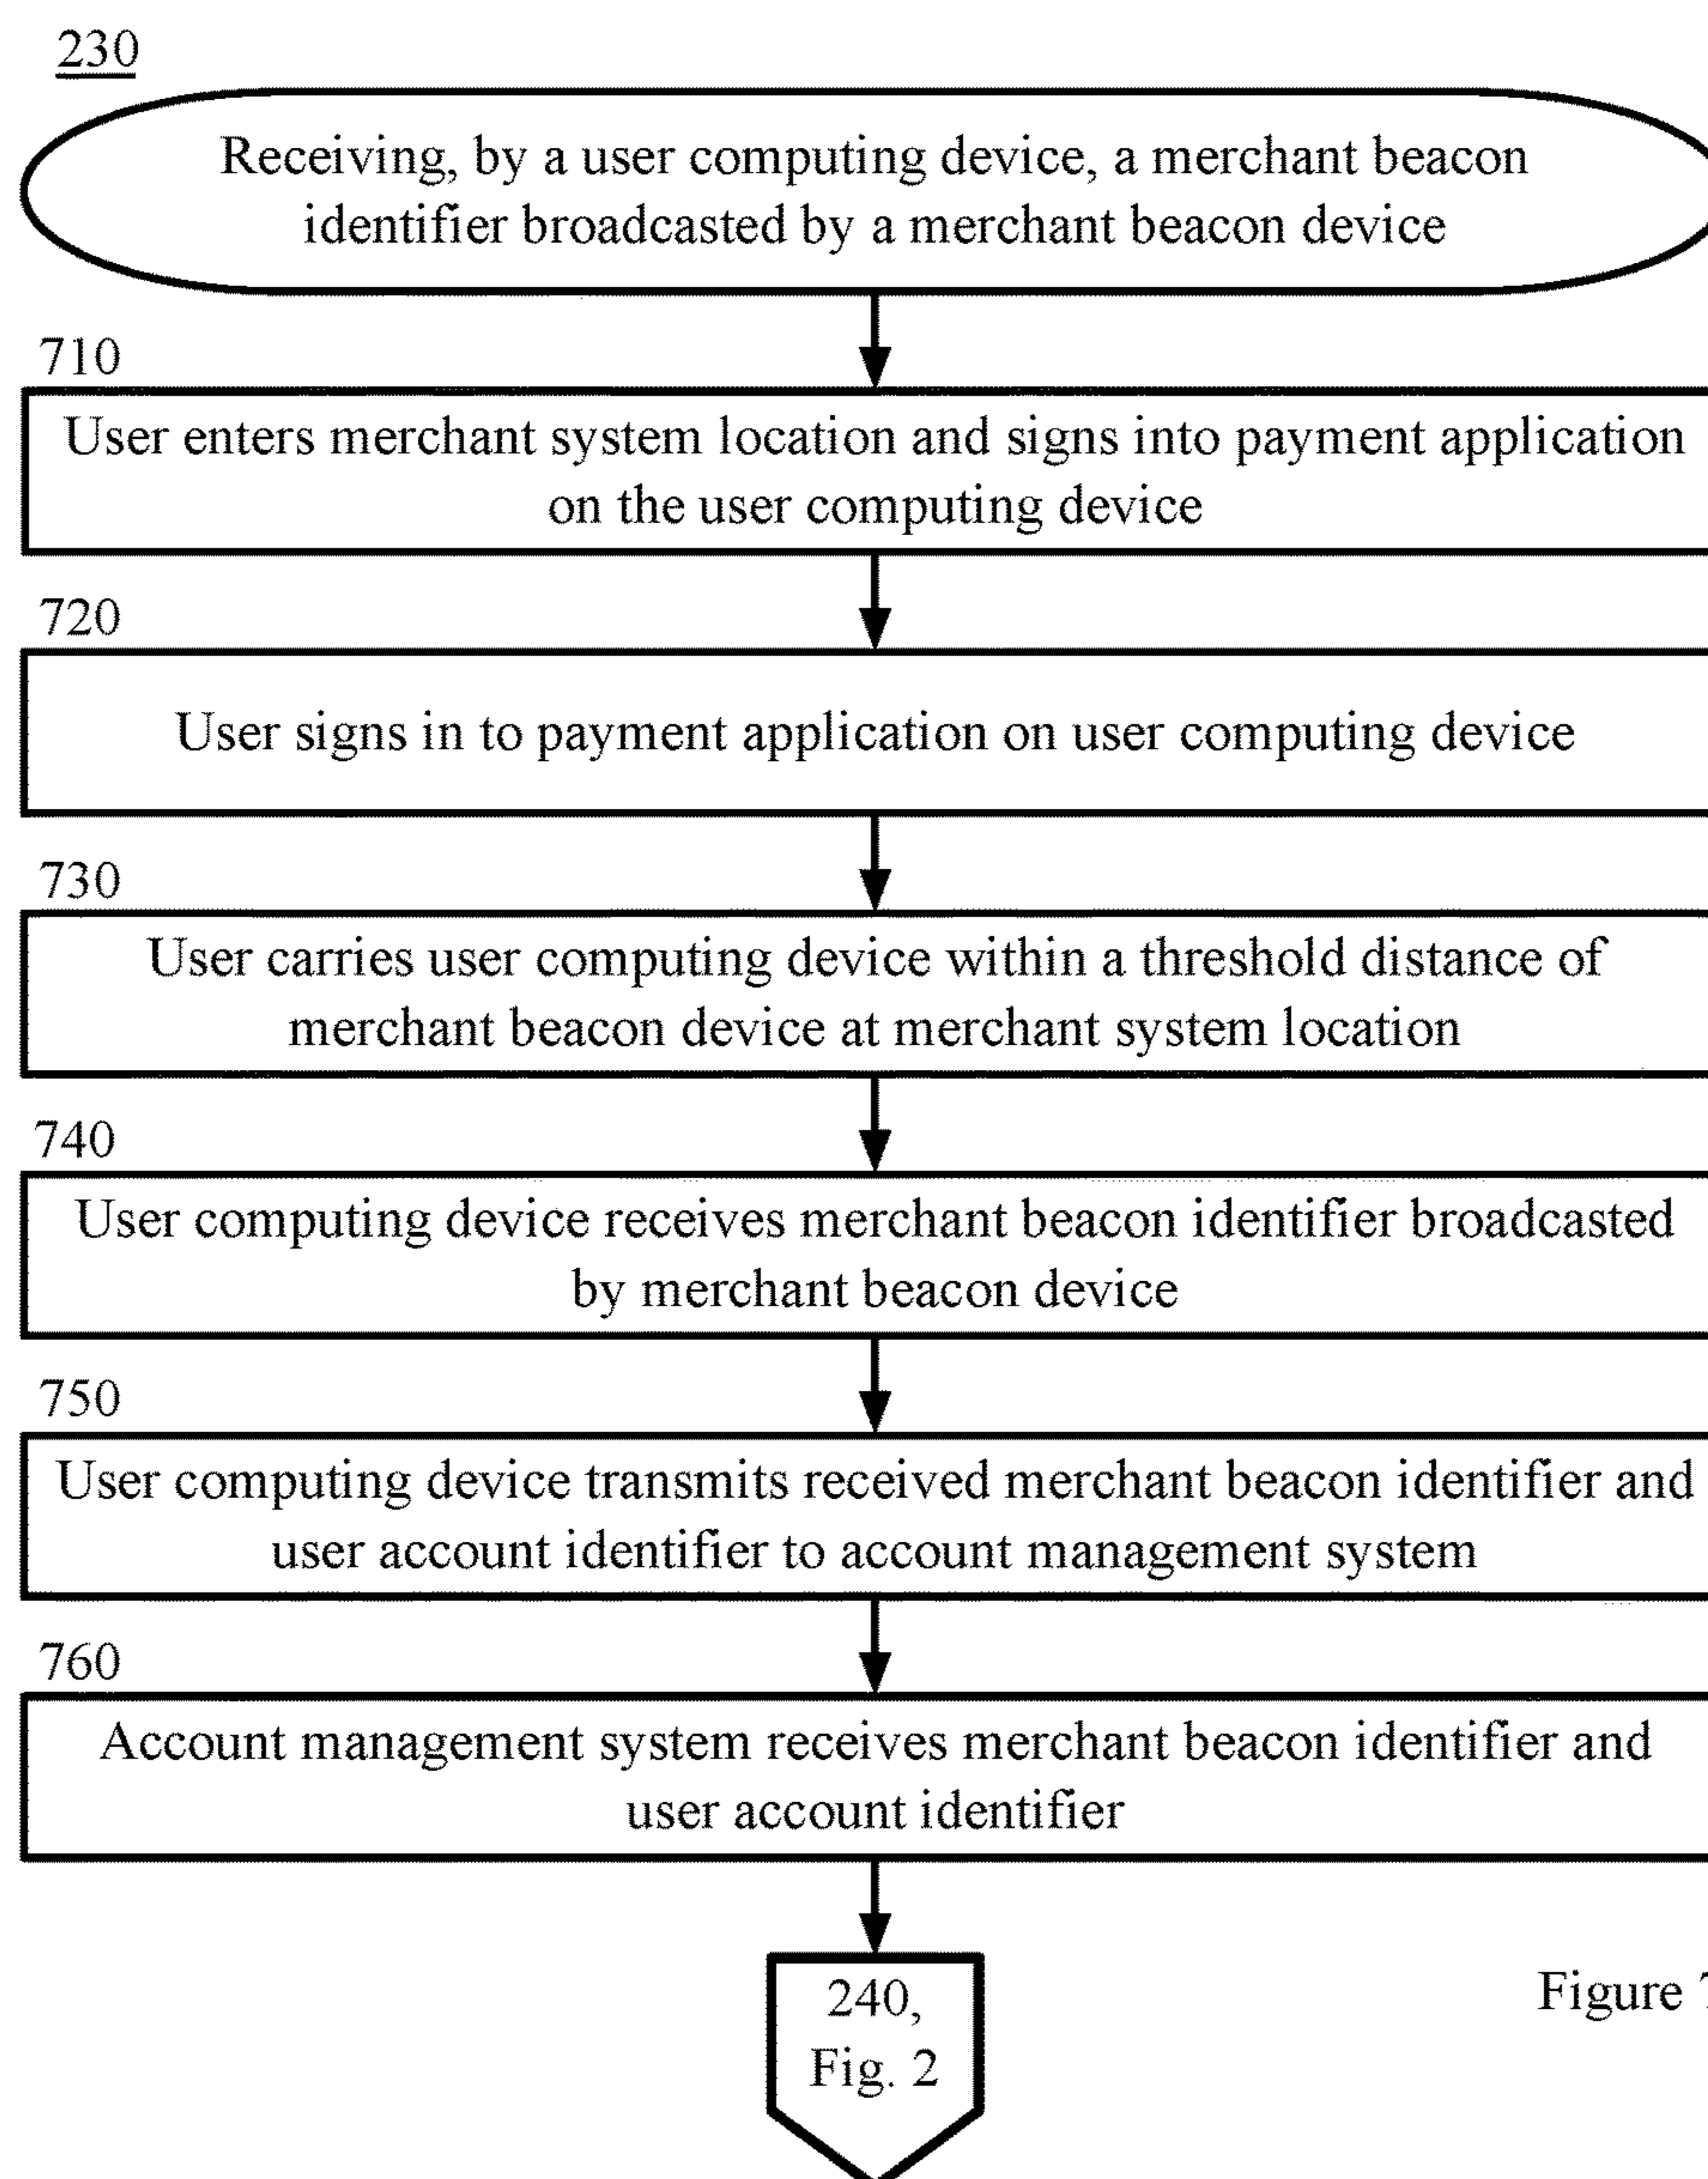 230
Receiving, by a user computing device, a merchant beacon
identifier broadcasted by a merchant beacon device
710
User enters merchant system location and signs into payment application
on the user computing device
720
User signs in to payment application on user computing device
730
User carries user computing device within a threshold distance of
merchant beacon device at merchant system location
740
User computing device receives merchant beacon identifier broadcasted
by merchant beacon device
750
User computing device transmits received merchant beacon identifier and
user account identifier to account management system
760
Account management system receives merchant beacon identifier and
user account identifier
240,
Fig. 2
Figure 7